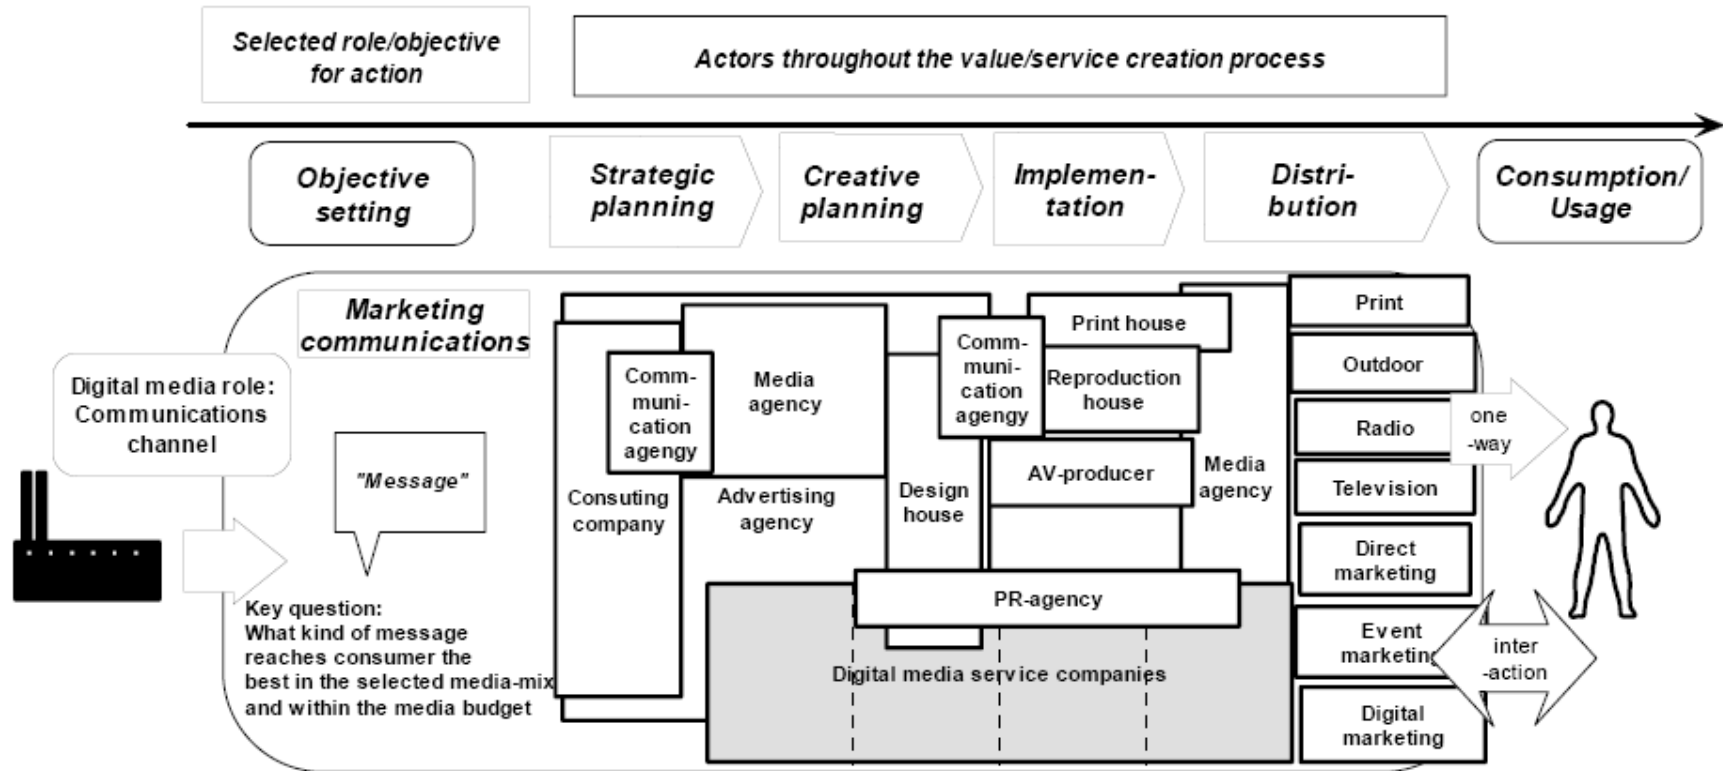 Selected role/objective
for action
Actors throughout the value/service creation process
Objective
setting
Strategic
planning
Creative
planning
Implemen-
tation
Distri-
bution
Consumption/
Usage
Marketing
communications
Digital media role:
Communications
channel
"Message"
Key question:
What kind of message
reaches consumer the
best in the selected media-mix
and within the media budget
Consuting
company
Comm-
muni-
cation
agengy
Media
agency
Advertising
agency
Design
house
Comm-
muni-
cation
agengy
Print house
Reproduction
house
AV-producer
Media
agency
PR-agency
Digital media service companies
Print
Outdoor
Radio
Television
Direct
marketing
Event
marketing
Digital
marketing
one
-way
inter
-action